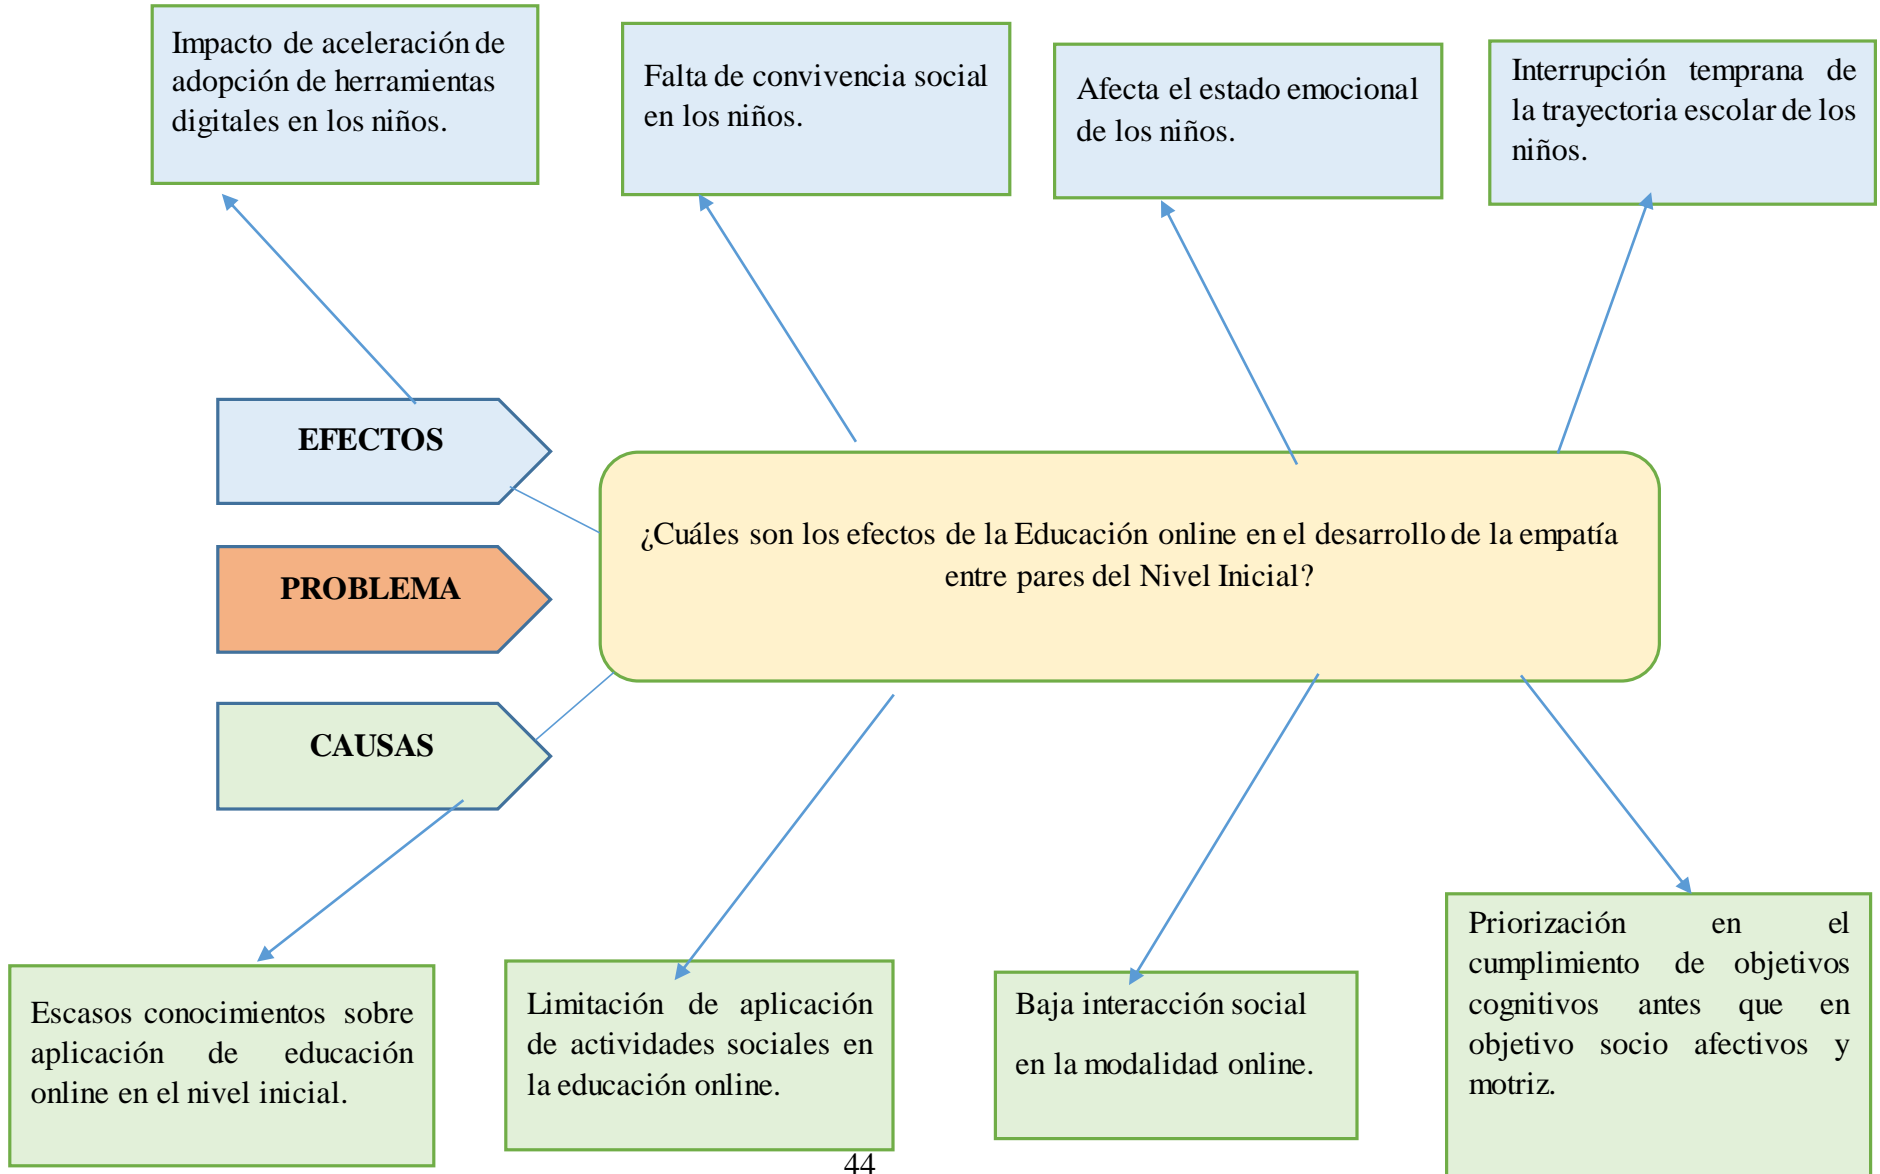 Impacto de aceleración de
adopción de herramientas
digitales en los niños.
Falta de convivencia social
en los niños.
Afecta el estado emocional
de los niños.
Interrupción temprana de
la trayectoria escolar de los
niños.
EFECTOS
PROBLEMA
CAUSAS
¿Cuáles son los efectos de la Educación online en el desarrollo de la empatía
entre pares del Nivel Inicial?
Escasos conocimientos sobre
aplicación de educación
online en el nivel inicial.
Limitación de aplicación
de actividades sociales en
la educación online.
Baja interacción social
en la modalidad online.
Priorización en el
cumplimiento de objetivos
cognitivos antes que en
objetivo socio afectivos y
motriz.
44